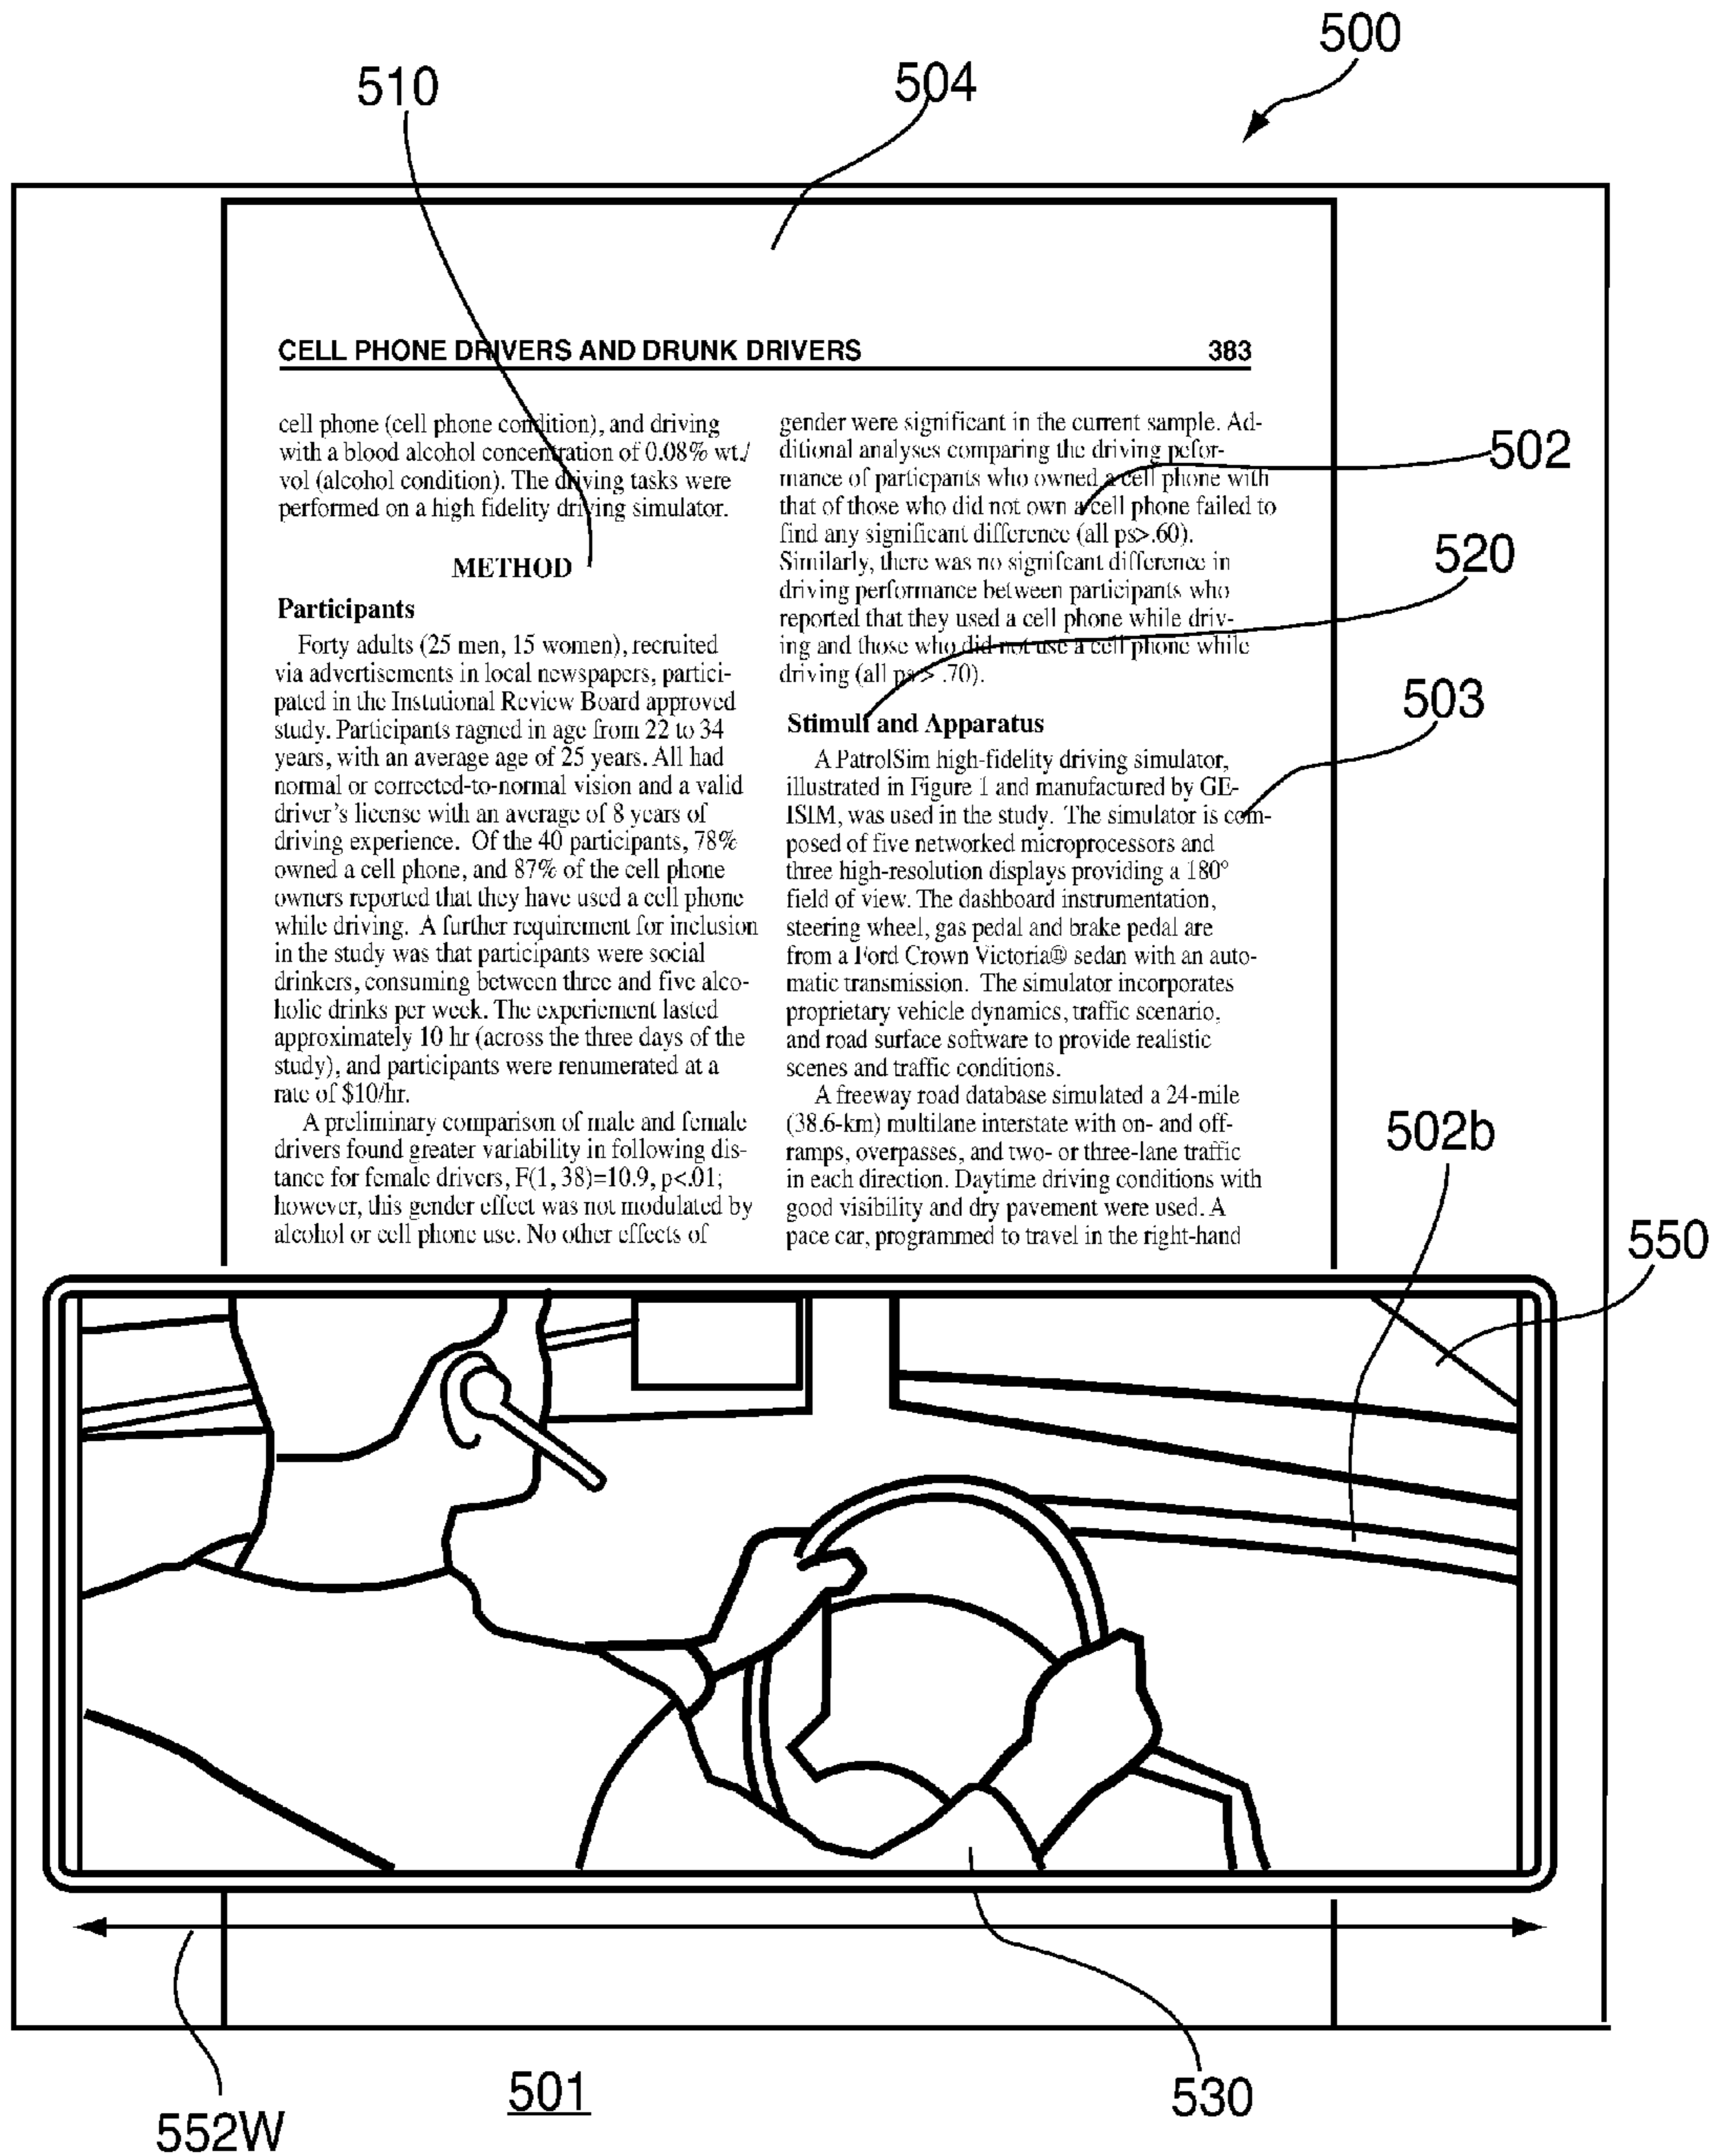 500
510
504
CELL PHONE DRIVERS AND DRUNK DRIVERS 383
cell phone (cell phone condition), and driving
with a blood alcohol concentration of 0.08% wt./
vol (alcohol condition). The driving tasks were
performed on a high fidelity driving simulator.
METHOD
Participants
Forty adults (25 men, 15 women), recruited
via advertisements in local newspapers, partici-
pated in the Instutional Review Board approved
study. Participants ragned in age from 22 to 34
years, with an average age of 25 years. All had
normal or corrected-to-normal vision and a valid
driver's license with an average of 8 years of
driving experience. Of the 40 participants, 78%
owned a cell phone, and 87% of the cell phone
owners reported that they have used a cell phone
while driving. A further requirement for inclusion
in the study was that participants were social
drinkers, consuming between three and five alco-
holic drinks per week. The experiement lasted
approximately 10 hr (across the three days of the
study), and participants were renumerated at a
rate of $10/hr.
A preliminary comparison of male and female
drivers found greater variability in following dis-
tance for female drivers, F(1, 38)=10.9, p<.01;
however, this gender effect was not modulated by
alcohol or cell phone use. No other effects of
gender were significant in the current sample. Ad-
ditional analyses comparing the driving pefor-
mance of particpants who owned a cell phone with
that of those who did not own a cell phone failed to
find any significant difference (all ps>.60).
Similarly, there was no signifcant difference in
driving performance between participants who
reported that they used a cell phone while driv-
ing and those who did not use a cell phone while
driving (all ps > .70).
Stimuli and Apparatus
A PatrolSim high-fidelity driving simulator,
illustrated in Figure 1 and manufactured by GE-
ISIM, was used in the study. The simulator is com-
posed of five networked microprocessors and
three high-resolution displays providing a 180°
field of view. The dashboard instrumentation,
steering wheel, gas pedal and brake pedal are
from a Ford Crown Victoria® sedan with an auto-
matic transmission. The simulator incorporates
proprietary vehicle dynamics, traffic scenario,
and road surface software to provide realistic
scenes and traffic conditions.
A freeway road database simulated a 24-mile
(38.6-km) multilane interstate with on- and off-
ramps, overpasses, and two- or three-lane traffic
in each direction. Daytime driving conditions with
good visibility and dry pavement were used. A
pace car, programmed to travel in the right-hand
502
520
503
502b
550
552W
501
530